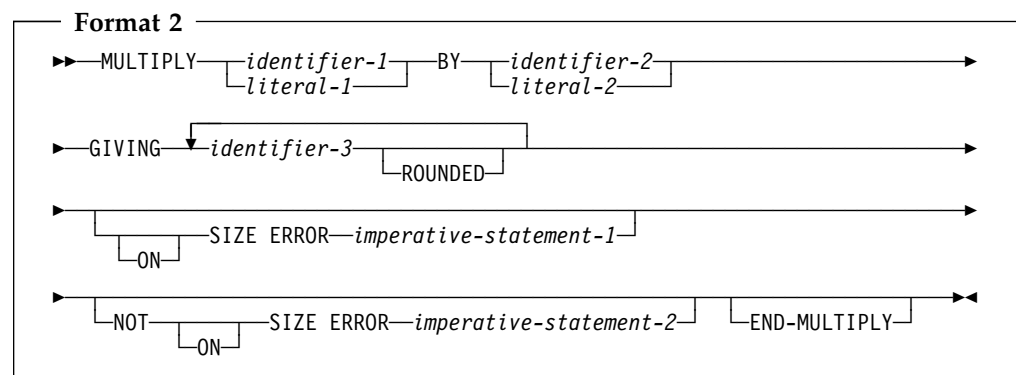 Format 2
MULTIPLY identifier-1 BY identifier-2
literal-1 literal-2
GIVING identifier-3
ROUNDED
SIZE ERROR imperative-statement-1
ON
NOT SIZE ERROR imperative-statement-2 END-MULTIPLY
ON